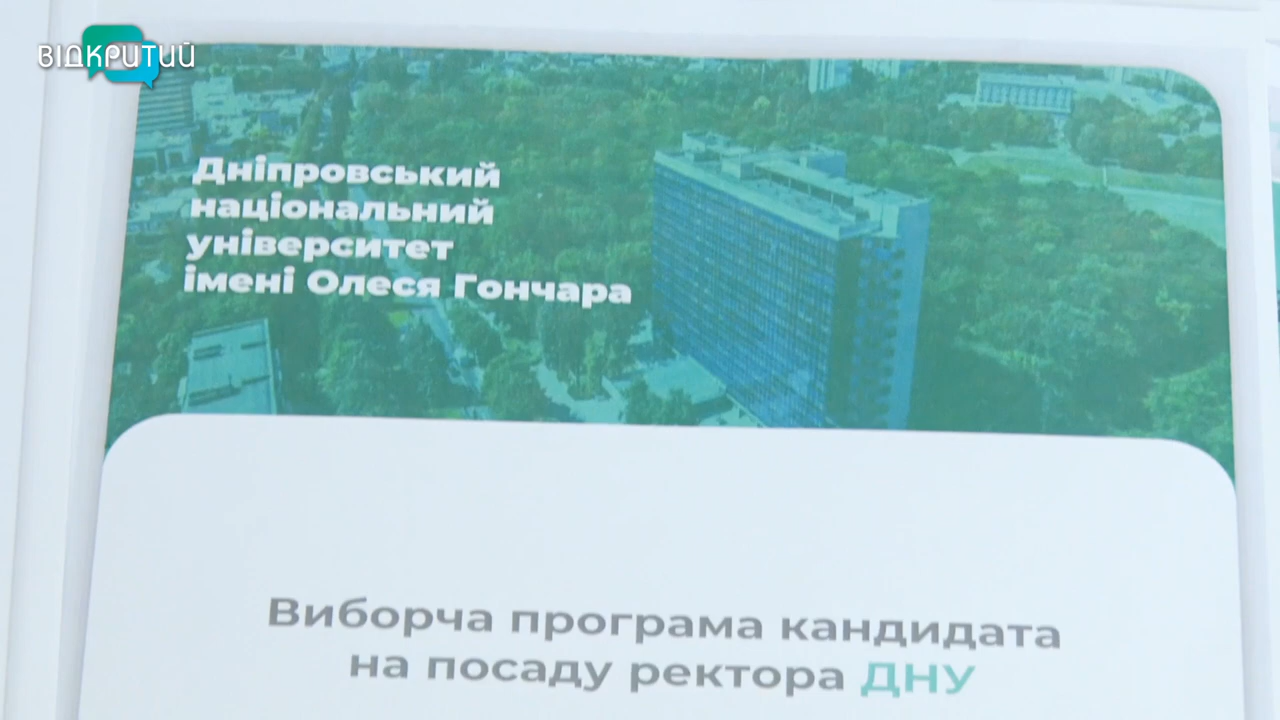 ВІДКРИТИЙ
Дніпровський
національний
університет
імені Олеся Гончара
Виборча програма кандидата
на посаду ректора ДНУ